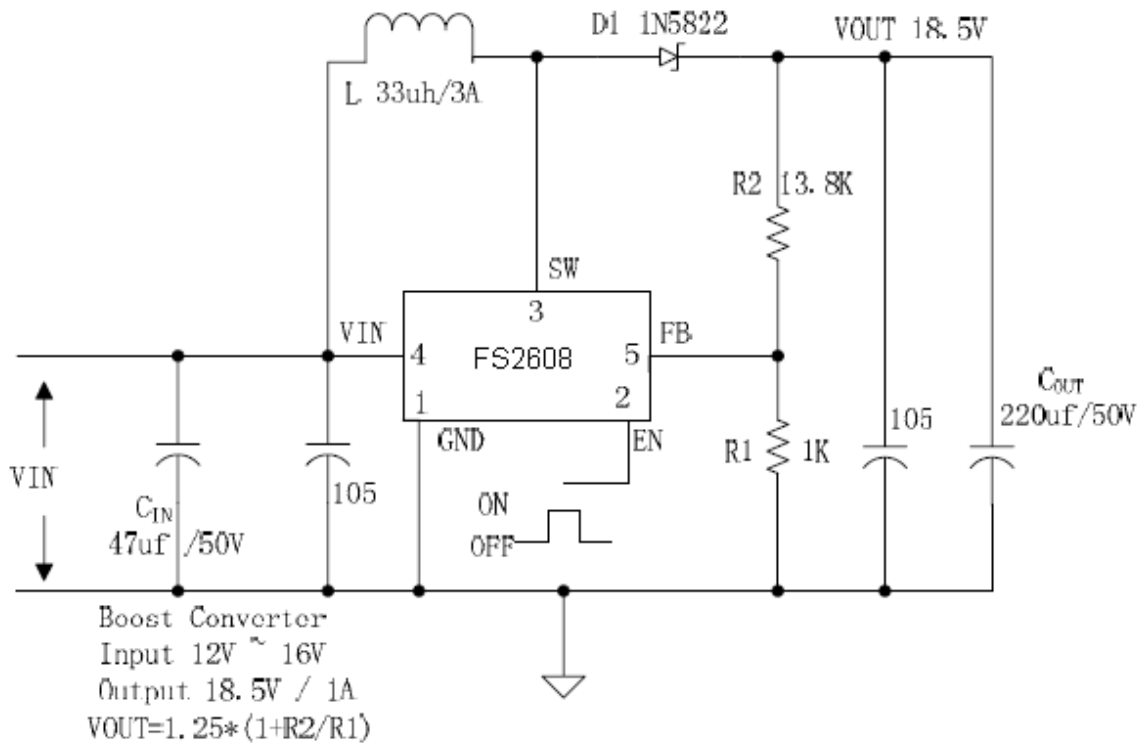 D1 1N5822
VOUT 18.5V
L 33uh/3A
R2 13.8K
SW
3
VIN
FB
4
FS2608
5
1
2
GND
EN
COUT
220uf/50V
105
R1 1K
VIN
CIN
47uf /50V
105
ON
OFF
Boost Converter
Input 12V ~ 16V
Output 18.5V / 1A
VOUT=1.25*(1+R2/R1)